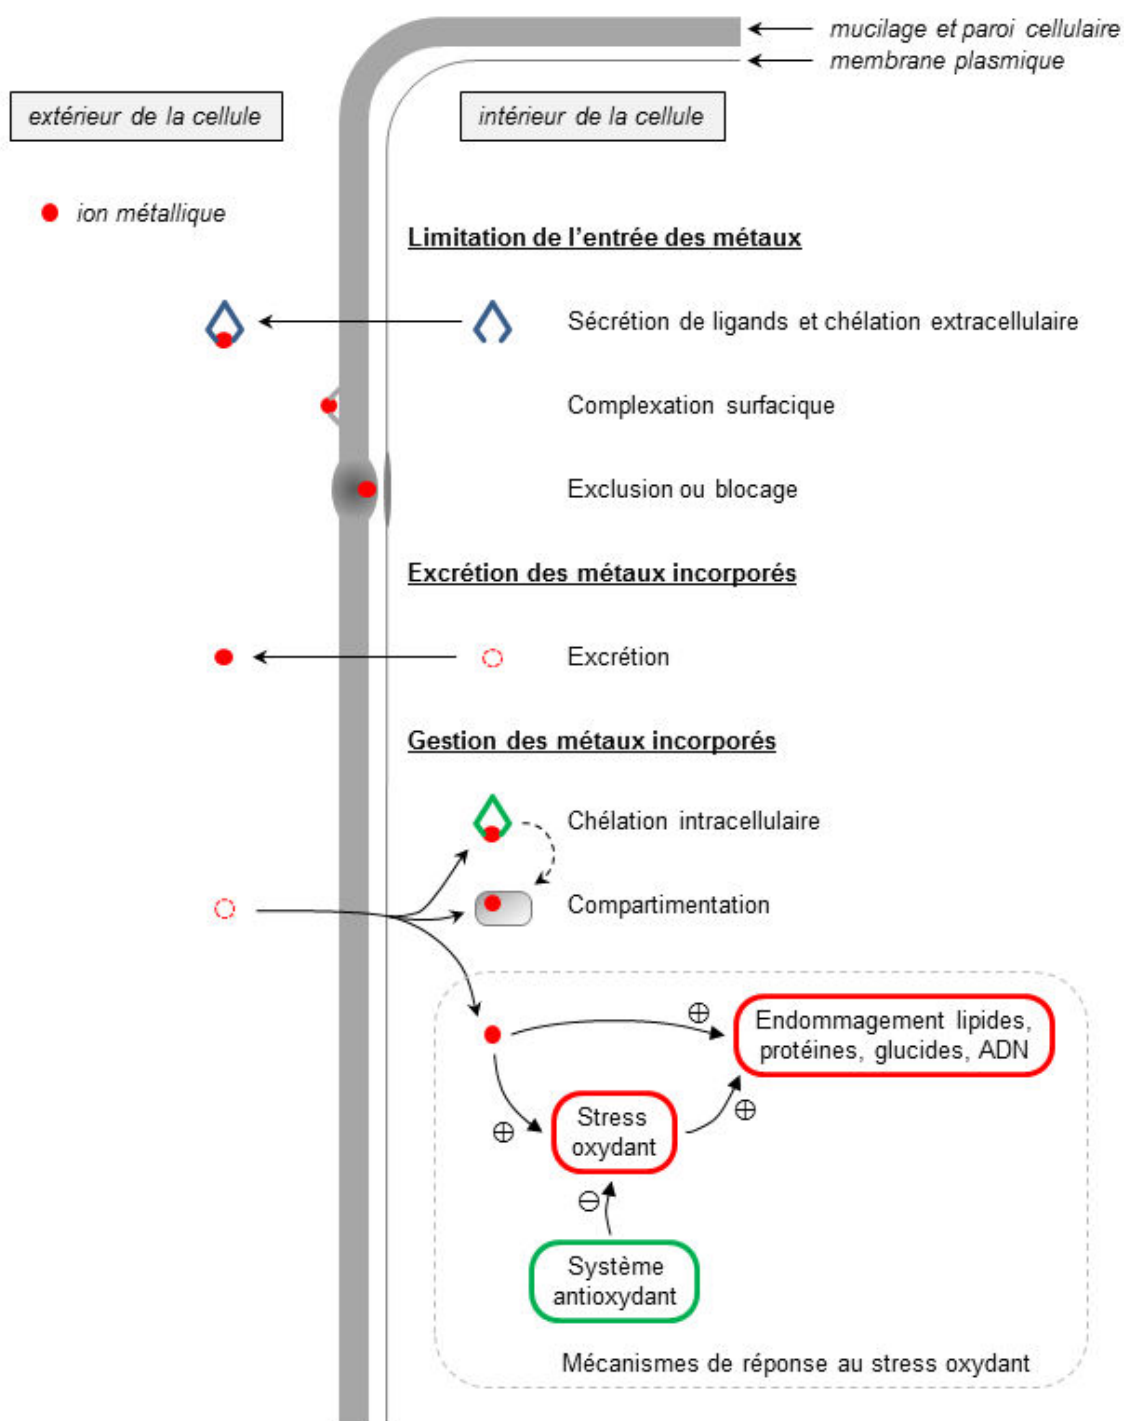 mucilage et paroi cellulaire
membrane plasmique
extérieur de la cellule
intérieur de la cellule
ion métallique
Limitation de l'entrée des métaux
Sécrétion de ligands et chélation extracellulaire
Complexation surfacique
Exclusion ou blocage
Excrétion des métaux incorporés
Excrétion
Gestion des métaux incorporés
Chélation intracellulaire
Compartimentation
Endommagement lipides,
protéines, glucides, ADN
Stress
oxydant
Système
antioxydant
Mécanismes de réponse au stress oxydant